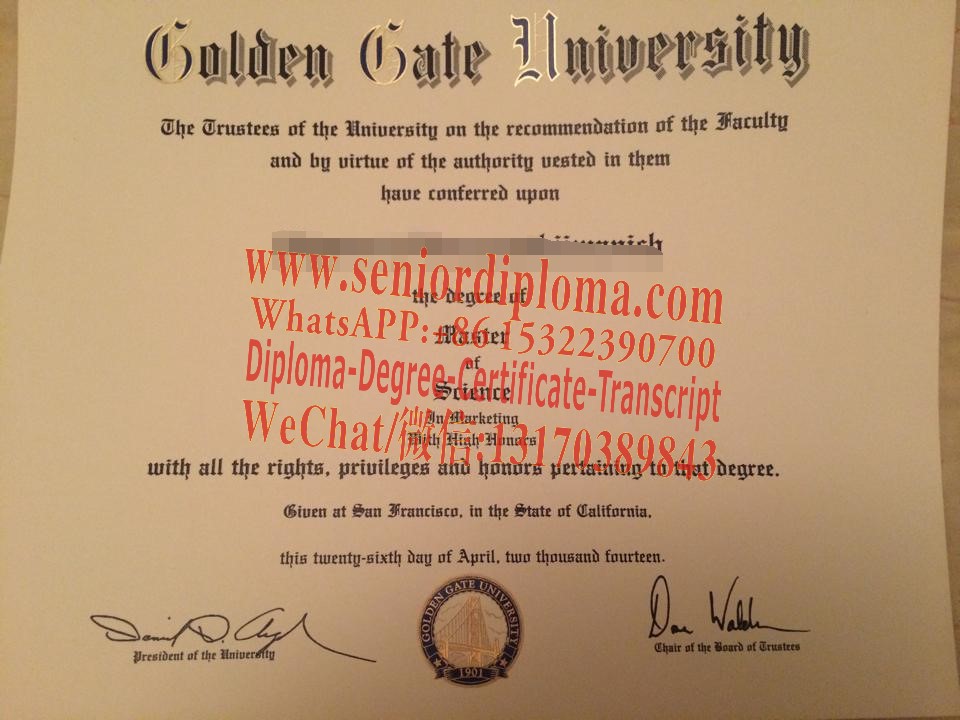 Golden Gate University
The Trustees of the University on the recommendation of the Faculty
and by virtue of the authority vested in them
have conferred upon
www.seniordiploma.com
the degree of
WhatsAPP:+86 15322390700
Master
of
Diploma-Degree-Certificate-Transcript
Science
In Marketing
WeChat/微信:13170389843
With High Honors
with all the rights, privileges and honors pertaining to that degree.
Given at San Francisco, in the State of California,
this twenty-sixth day of April, two thousand fourteen.
President of the University
GOLDEN GATE UNIVERSITY
1901
Chair of the Board of Trustees